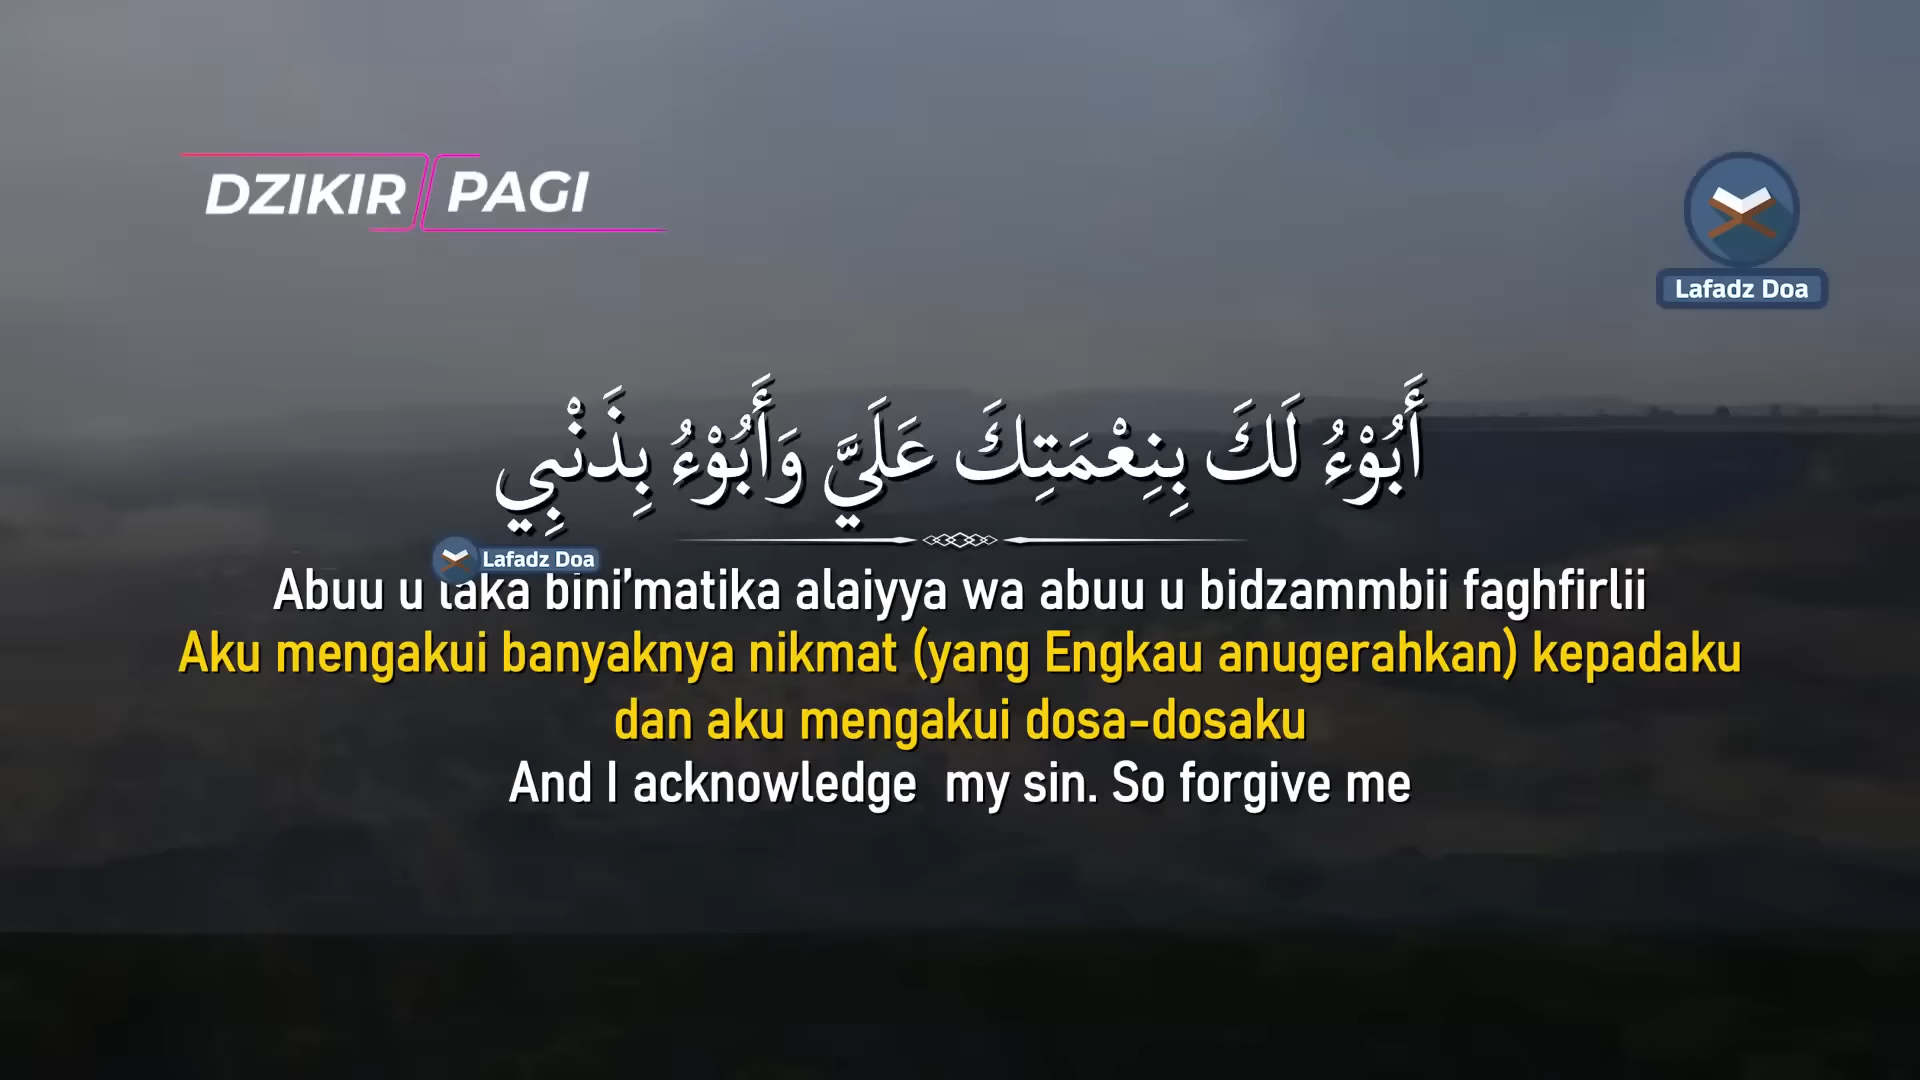 DZIKIR PAGI
Lafadz Doa
أَبُوْءُ لَكَ بِنِعْمَتِكَ عَلَيَّ وَأَبُوْءُ بِذَنْبِي
Lafadz Doa
Abuu u laka bini’matika alaiyya wa abuu u bidzammbii faghfirlii
Aku mengakui banyaknya nikmat (yang Engkau anugerahkan) kepadaku
dan aku mengakui dosa-dosaku
And I acknowledge  my sin. So forgive me